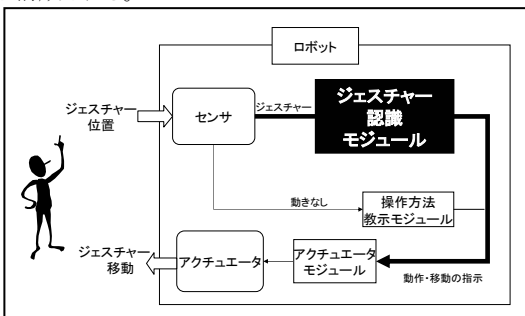 ロボット
ジェスチャー
位置
センサ
ジェスチャー
ジェスチャー
認識
モジュール
動きなし
操作方法
教示モジュール
ジェスチャー
移動
アクチュエータ
アクチュエータ
モジュール
動作・移動の指示